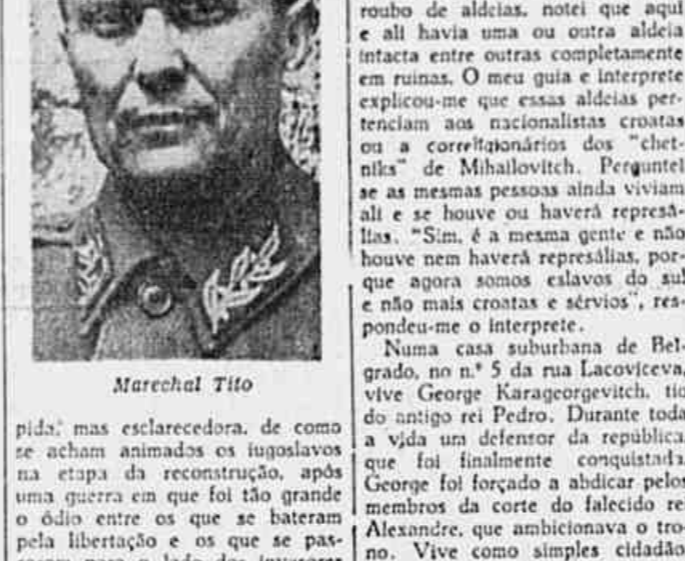 Marechal Tito
pida, mas esclarecedora, de como
se acham animados os iugoslavos
na etapa da reconstrução, após
uma guerra em que foi tão grande
o ódio entre os que se bateram
pela libertação e os que se pas-
para o lado dos invasores
roubo de aldeias, notei que aqui
e ali havia uma ou outra aldeia
intacta entre outras completamente
em ruinas. O meu guia e interprete
explicou-me que essas aldeias per-
tenciam aos nacionalistas croatas
ou a correligionários dos "chet-
niks" de Mihailovitch. Perguntei
se as mesmas pessoas ainda viviam
ali e se houve ou haverá represá-
lias. "Sim, é a mesma gente e não
houve nem haverá represálias, por-
que agora somos eslavos do sul
e não mais croatas e sérvios", res-
pondeu-me o interprete.
Numa casa suburbana de Bel-
grado, no n.º 5 da rua Lacoviceva,
vive George Karageorgevitch, tio
do antigo rei Pedro. Durante toda
a vida um defensor da república
que foi finalmente conquistada,
George foi forçado a abdicar pelos
membros da corte do falecido re
Alexandre, que ambicionava o tro-
no. Vive como simples cidadão